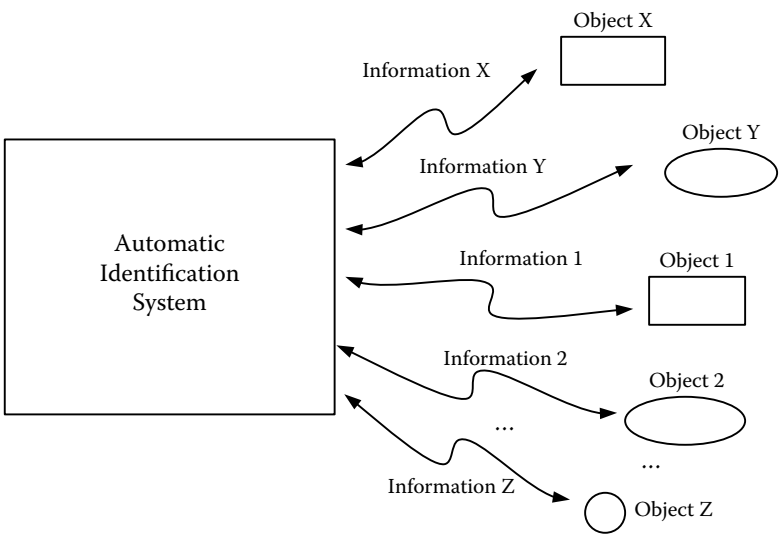 Object X
Information X
Object Y
Information Y
Automatic
Identification
System
Information 1
Object 1
Information 2
Object 2
...
...
Information Z
Object Z